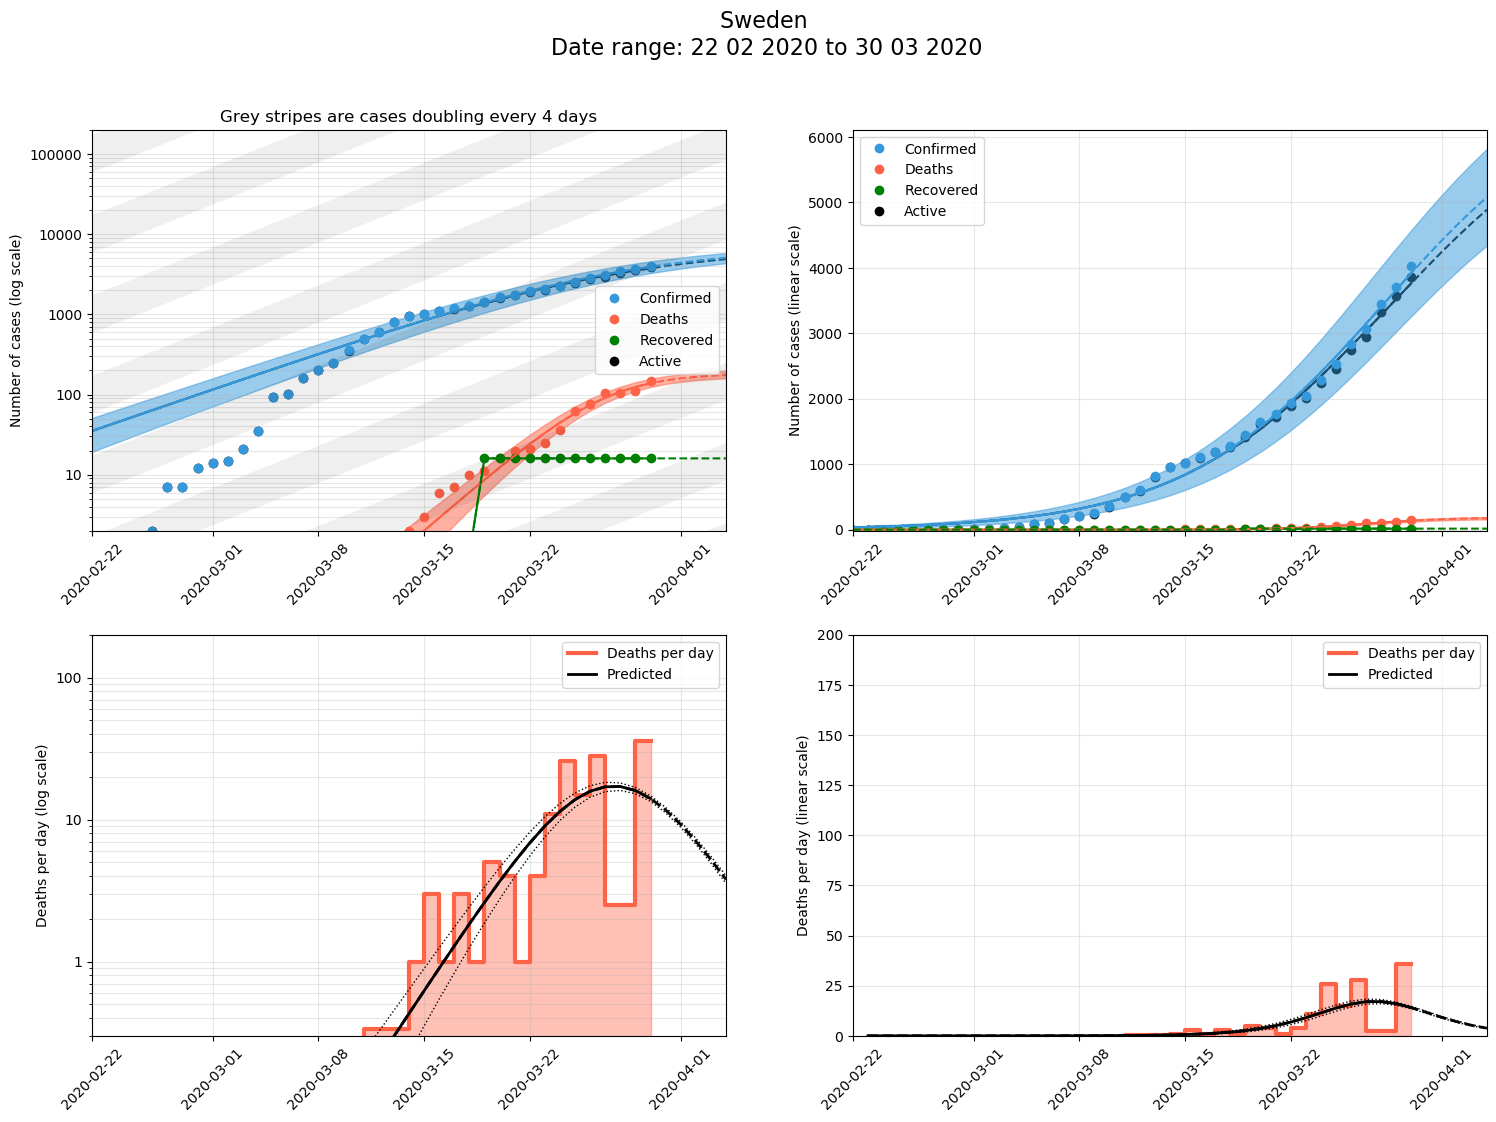 Sweden
Date range: 22 02 2020 to 30 03 2020
Grey stripes are cases doubling every 4 days
Number of cases (log scale)
100000
10000
1000
100
10
Confirmed
Deaths
Recovered
Active
2020-02-22
2020-03-01
2020-03-08
2020-03-15
2020-03-22
2020-04-01
Number of cases (linear scale)
6000
5000
4000
3000
2000
1000
0
Confirmed
Deaths
Recovered
Active
2020-02-22
2020-03-01
2020-03-08
2020-03-15
2020-03-22
2020-04-01
Deaths per day (log scale)
100
10
1
Deaths per day
Predicted
2020-02-22
2020-03-01
2020-03-08
2020-03-15
2020-03-22
2020-04-01
Deaths per day (linear scale)
200
175
150
125
100
75
50
25
0
Deaths per day
Predicted
2020-02-22
2020-03-01
2020-03-08
2020-03-15
2020-03-22
2020-04-01